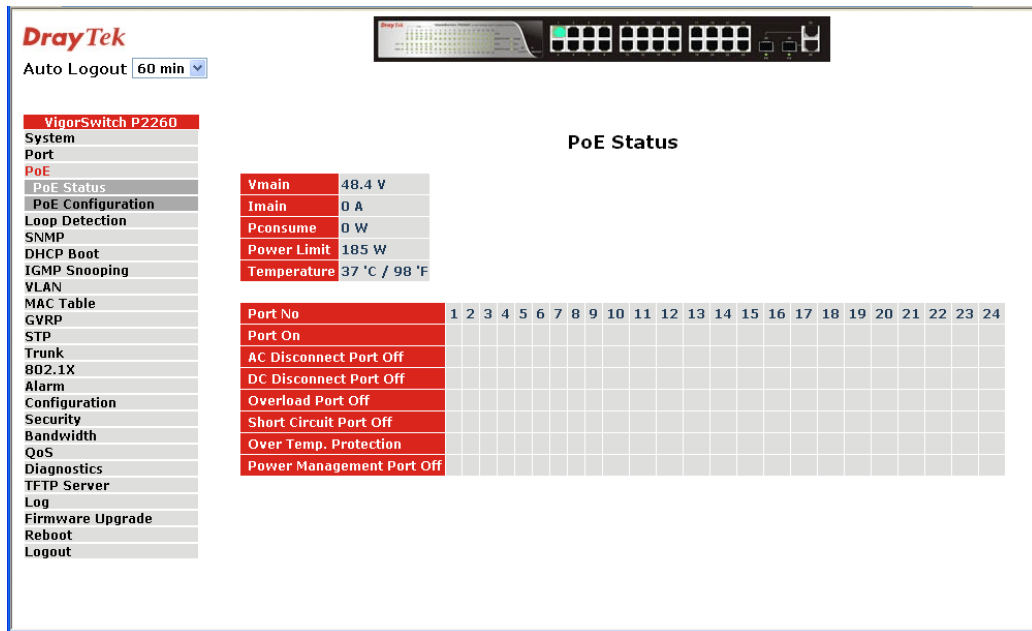 DrayTek
Auto Logout 60 min
VigorSwitch P2260
System
Port
PoE
PoE Status
PoE Configuration
Loop Detection
SNMP
DHCP Boot
IGMP Snooping
VLAN
MAC Table
GVRP
STP
Trunk
802.1X
Alarm
Configuration
Security
Bandwidth
QoS
Diagnostics
TFTP Server
Log
Firmware Upgrade
Reboot
Logout
PoE Status
Vmain 48.4 V
Imain 0 A
Pconsume 0 W
Power Limit 185 W
Temperature 37 'C / 98 'F
Port No 1 2 3 4 5 6 7 8 9 10 11 12 13 14 15 16 17 18 19 20 21 22 23 24
Port On
AC Disconnect Port Off
DC Disconnect Port Off
Overload Port Off
Short Circuit Port Off
Over Temp. Protection
Power Management Port Off